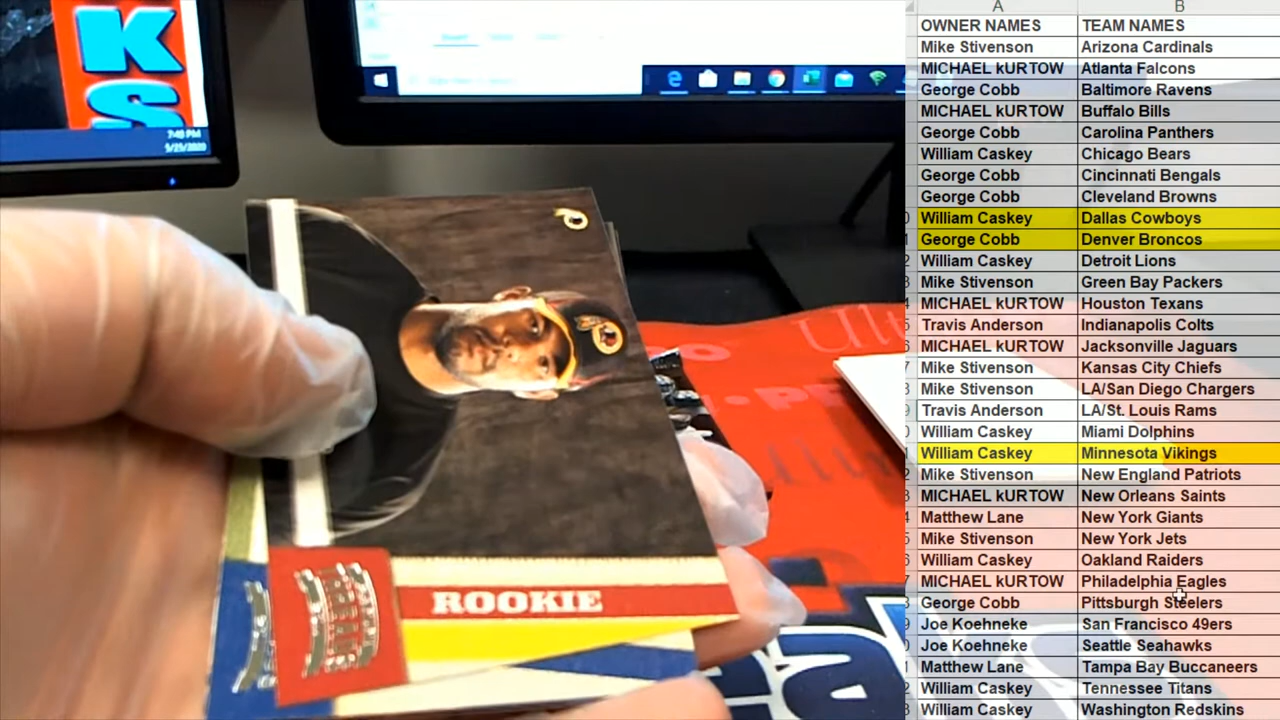 K
S
7:48 PM
5/25/2020
ROOKIE
A B
OWNER NAMES TEAM NAMES
Mike Stivenson Arizona Cardinals
MICHAEL kURTOW Atlanta Falcons
George Cobb Baltimore Ravens
MICHAEL kURTOW Buffalo Bills
George Cobb Carolina Panthers
William Caskey Chicago Bears
George Cobb Cincinnati Bengals
George Cobb Cleveland Browns
William Caskey Dallas Cowboys
George Cobb Denver Broncos
William Caskey Detroit Lions
Mike Stivenson Green Bay Packers
MICHAEL kURTOW Houston Texans
Travis Anderson Indianapolis Colts
MICHAEL kURTOW Jacksonville Jaguars
Mike Stivenson Kansas City Chiefs
Mike Stivenson LA/San Diego Chargers
Travis Anderson LA/St. Louis Rams
William Caskey Miami Dolphins
William Caskey Minnesota Vikings
Mike Stivenson New England Patriots
MICHAEL kURTOW New Orleans Saints
Matthew Lane New York Giants
Mike Stivenson New York Jets
William Caskey Oakland Raiders
MICHAEL kURTOW Philadelphia Eagles
George Cobb Pittsburgh Steelers
Joe Koehneke San Francisco 49ers
Joe Koehneke Seattle Seahawks
Matthew Lane Tampa Bay Buccaneers
William Caskey Tennessee Titans
William Caskey Washington Redskins